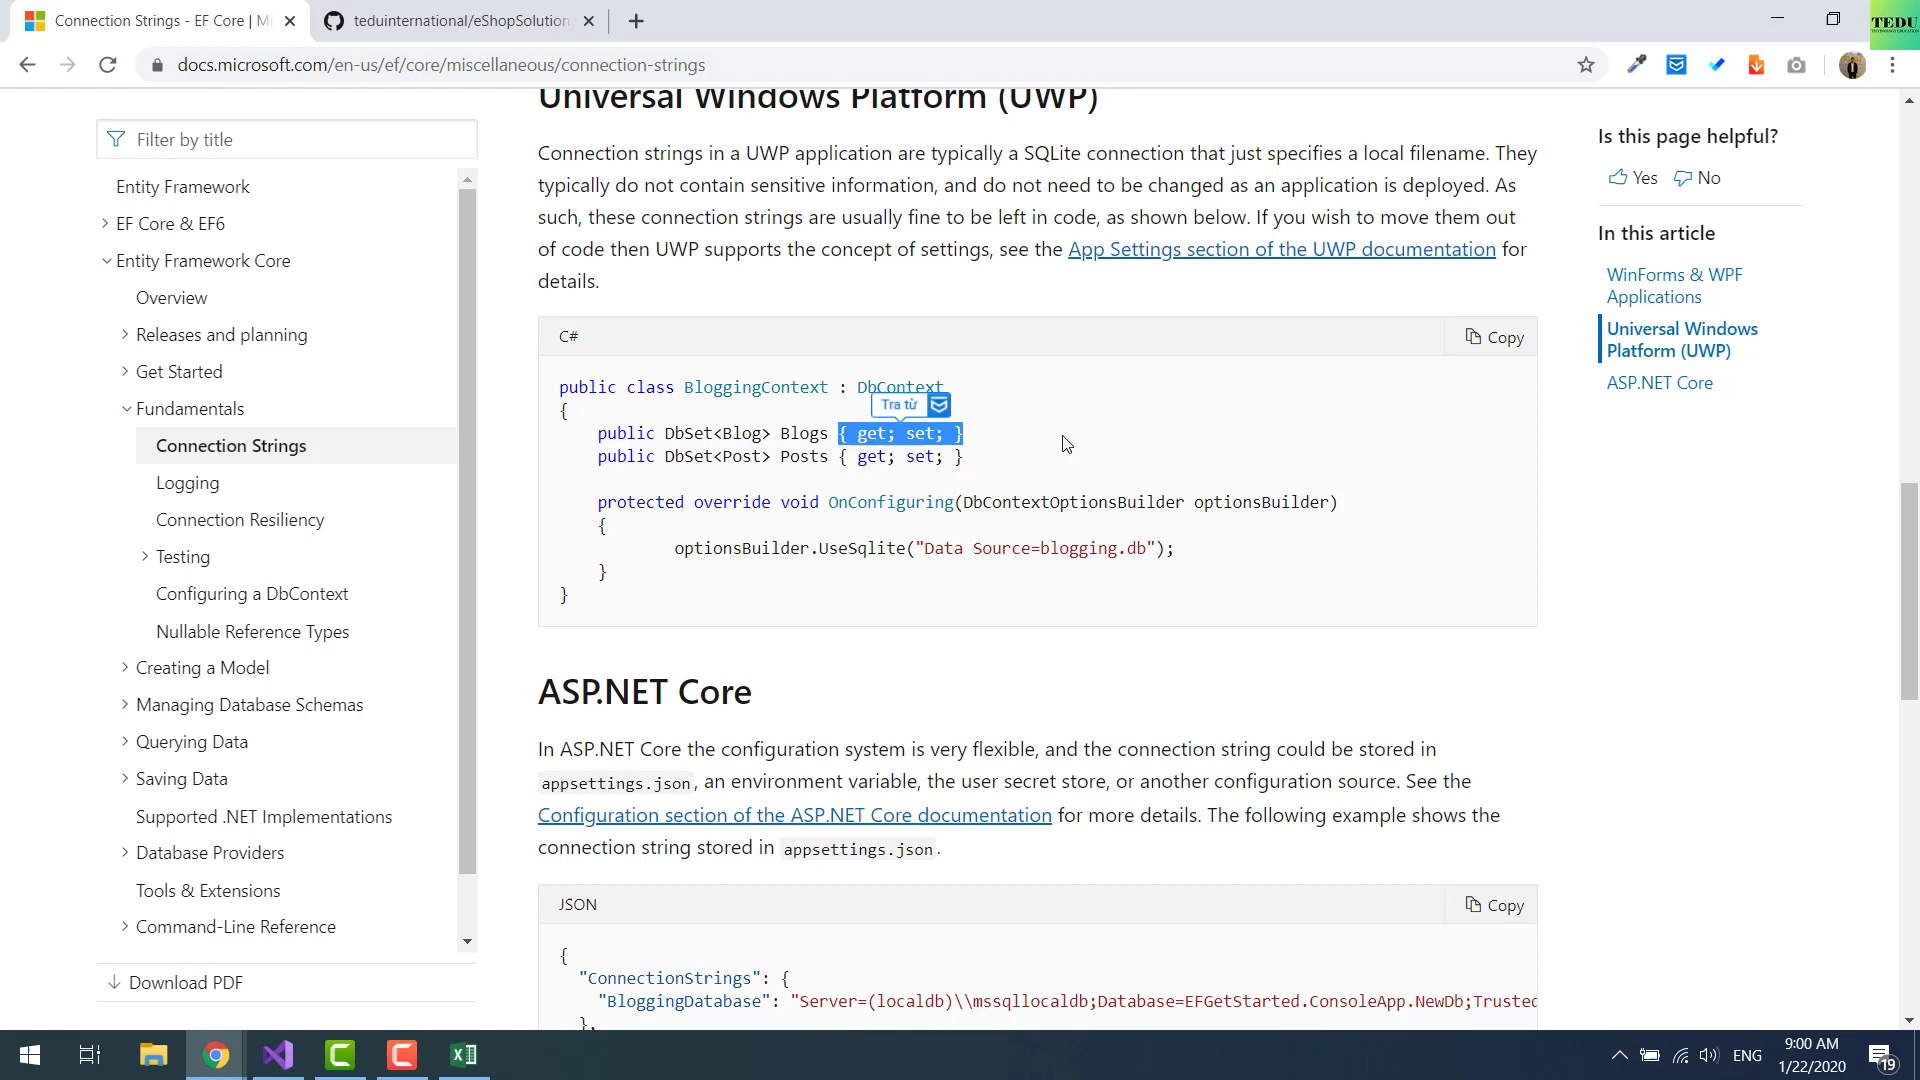 Connection Strings - EF Core | Mi
teduinternational/eShopSolution
TEDU
docs.microsoft.com/en-us/ef/core/miscellaneous/connection-strings
Filter by title
Entity Framework
EF Core & EF6
Entity Framework Core
Overview
Releases and planning
Get Started
Fundamentals
Connection Strings
Logging
Connection Resiliency
Testing
Configuring a DbContext
Nullable Reference Types
Creating a Model
Managing Database Schemas
Querying Data
Saving Data
Supported .NET Implementations
Database Providers
Tools & Extensions
Command-Line Reference
Download PDF
Universal Windows Platform (UWP)
Connection strings in a UWP application are typically a SQLite connection that just specifies a local filename. They
typically do not contain sensitive information, and do not need to be changed as an application is deployed. As
such, these connection strings are usually fine to be left in code, as shown below. If you wish to move them out
of code then UWP supports the concept of settings, see the App Settings section of the UWP documentation for
details.
C#
Copy
public class BloggingContext : DbContext
Tra từ
{
public DbSet<Blog> Blogs { get; set; }
public DbSet<Post> Posts { get; set; }
protected override void OnConfiguring(DbContextOptionsBuilder optionsBuilder)
{
optionsBuilder.UseSqlite("Data Source=blogging.db");
}
}
ASP.NET Core
In ASP.NET Core the configuration system is very flexible, and the connection string could be stored in
appsettings.json, an environment variable, the user secret store, or another configuration source. See the
Configuration section of the ASP.NET Core documentation for more details. The following example shows the
connection string stored in appsettings.json.
JSON
Copy
{
"ConnectionStrings": {
"BloggingDatabase": "Server=(localdb)\\mssqllocaldb;Database=EFGetStarted.ConsoleApp.NewDb;Trusted
},
Is this page helpful?
Yes
No
In this article
WinForms & WPF
Applications
Universal Windows
Platform (UWP)
ASP.NET Core
ENG
9:00 AM
1/22/2020
19